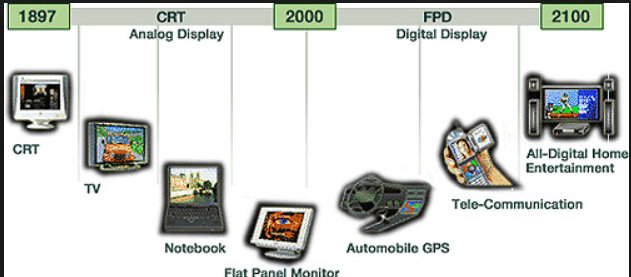 1897 CRT 2000 FPD 2100
Analog Display Digital Display
CRT
TV
Notebook
Flat Panel Monitor
Automobile GPS
Tele-Communication
All-Digital Home
Entertainment